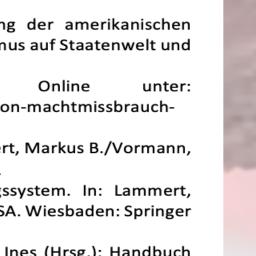 ng der amerikanischen
mus auf Staatenwelt und
Online unter:
on-machtmissbrauch-
ert, Markus B./Vormann,
gssystem. In: Lammert,
SA. Wiesbaden: Springer
Ines (Hrsg.): Handbuch